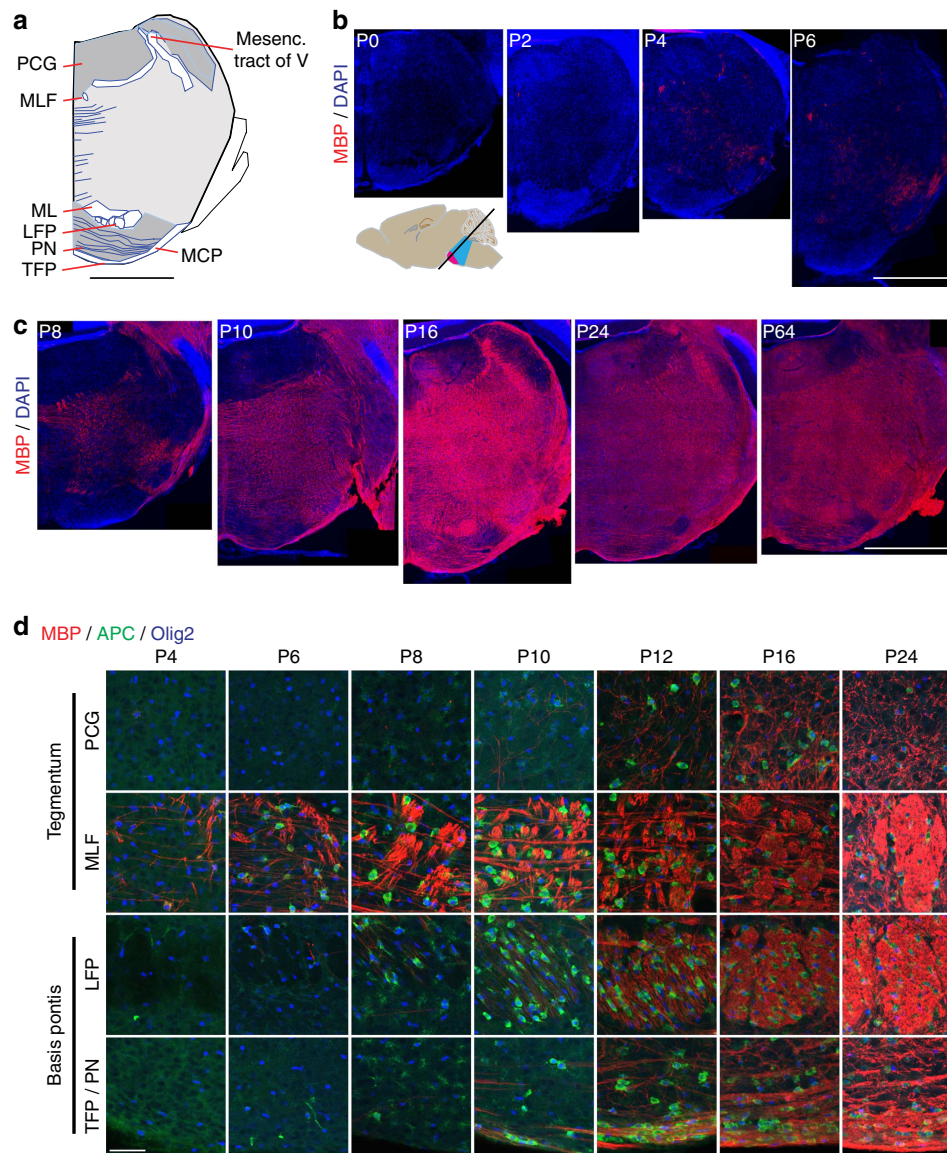 a
Mesenc.
tract of V
PCG
MLF
ML
LFP
PN
TFP
MCP
b
MBP / DAPI
P0
P2
P4
P6
c
MBP / DAPI
P8
P10
P16
P24
P64
d
MBP / APC / Olig2
P4
P6
P8
P10
P12
P16
P24
Tegmentum
PCG
MLF
Basis pontis
LFP
TFP / PN